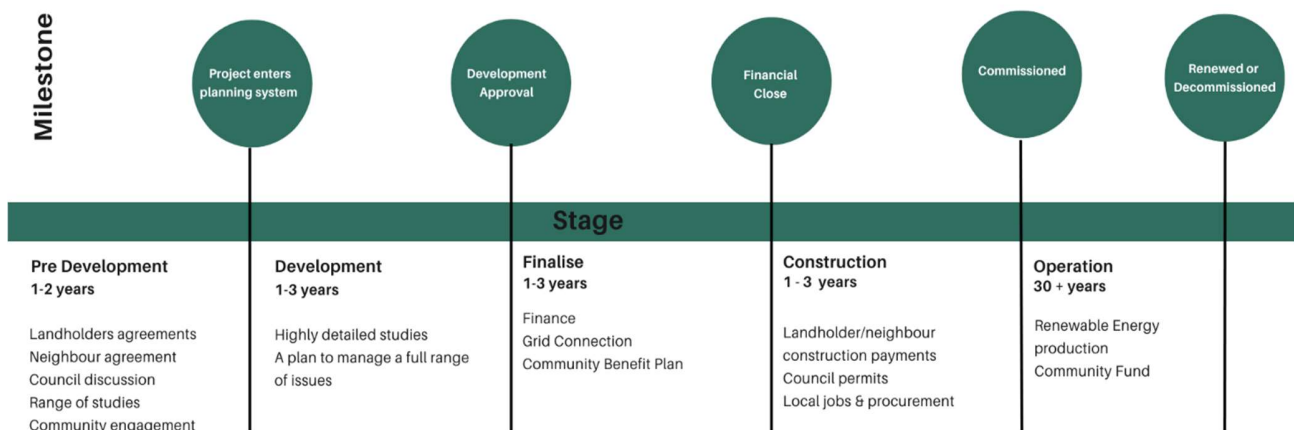 Milestone
Project enters
planning system
Development
Approval
Financial
Close
Commissioned
Renewed or
Decommissioned
Stage
Pre Development
1-2 years
Landholders agreements
Neighbour agreement
Council discussion
Range of studies
Community engagement
Development
1-3 years
Highly detailed studies
A plan to manage a full range
of issues
Finalise
1-3 years
Finance
Grid Connection
Community Benefit Plan
Construction
1 - 3 years
Landholder/neighbour
construction payments
Council permits
Local jobs & procurement
Operation
30 + years
Renewable Energy
production
Community Fund